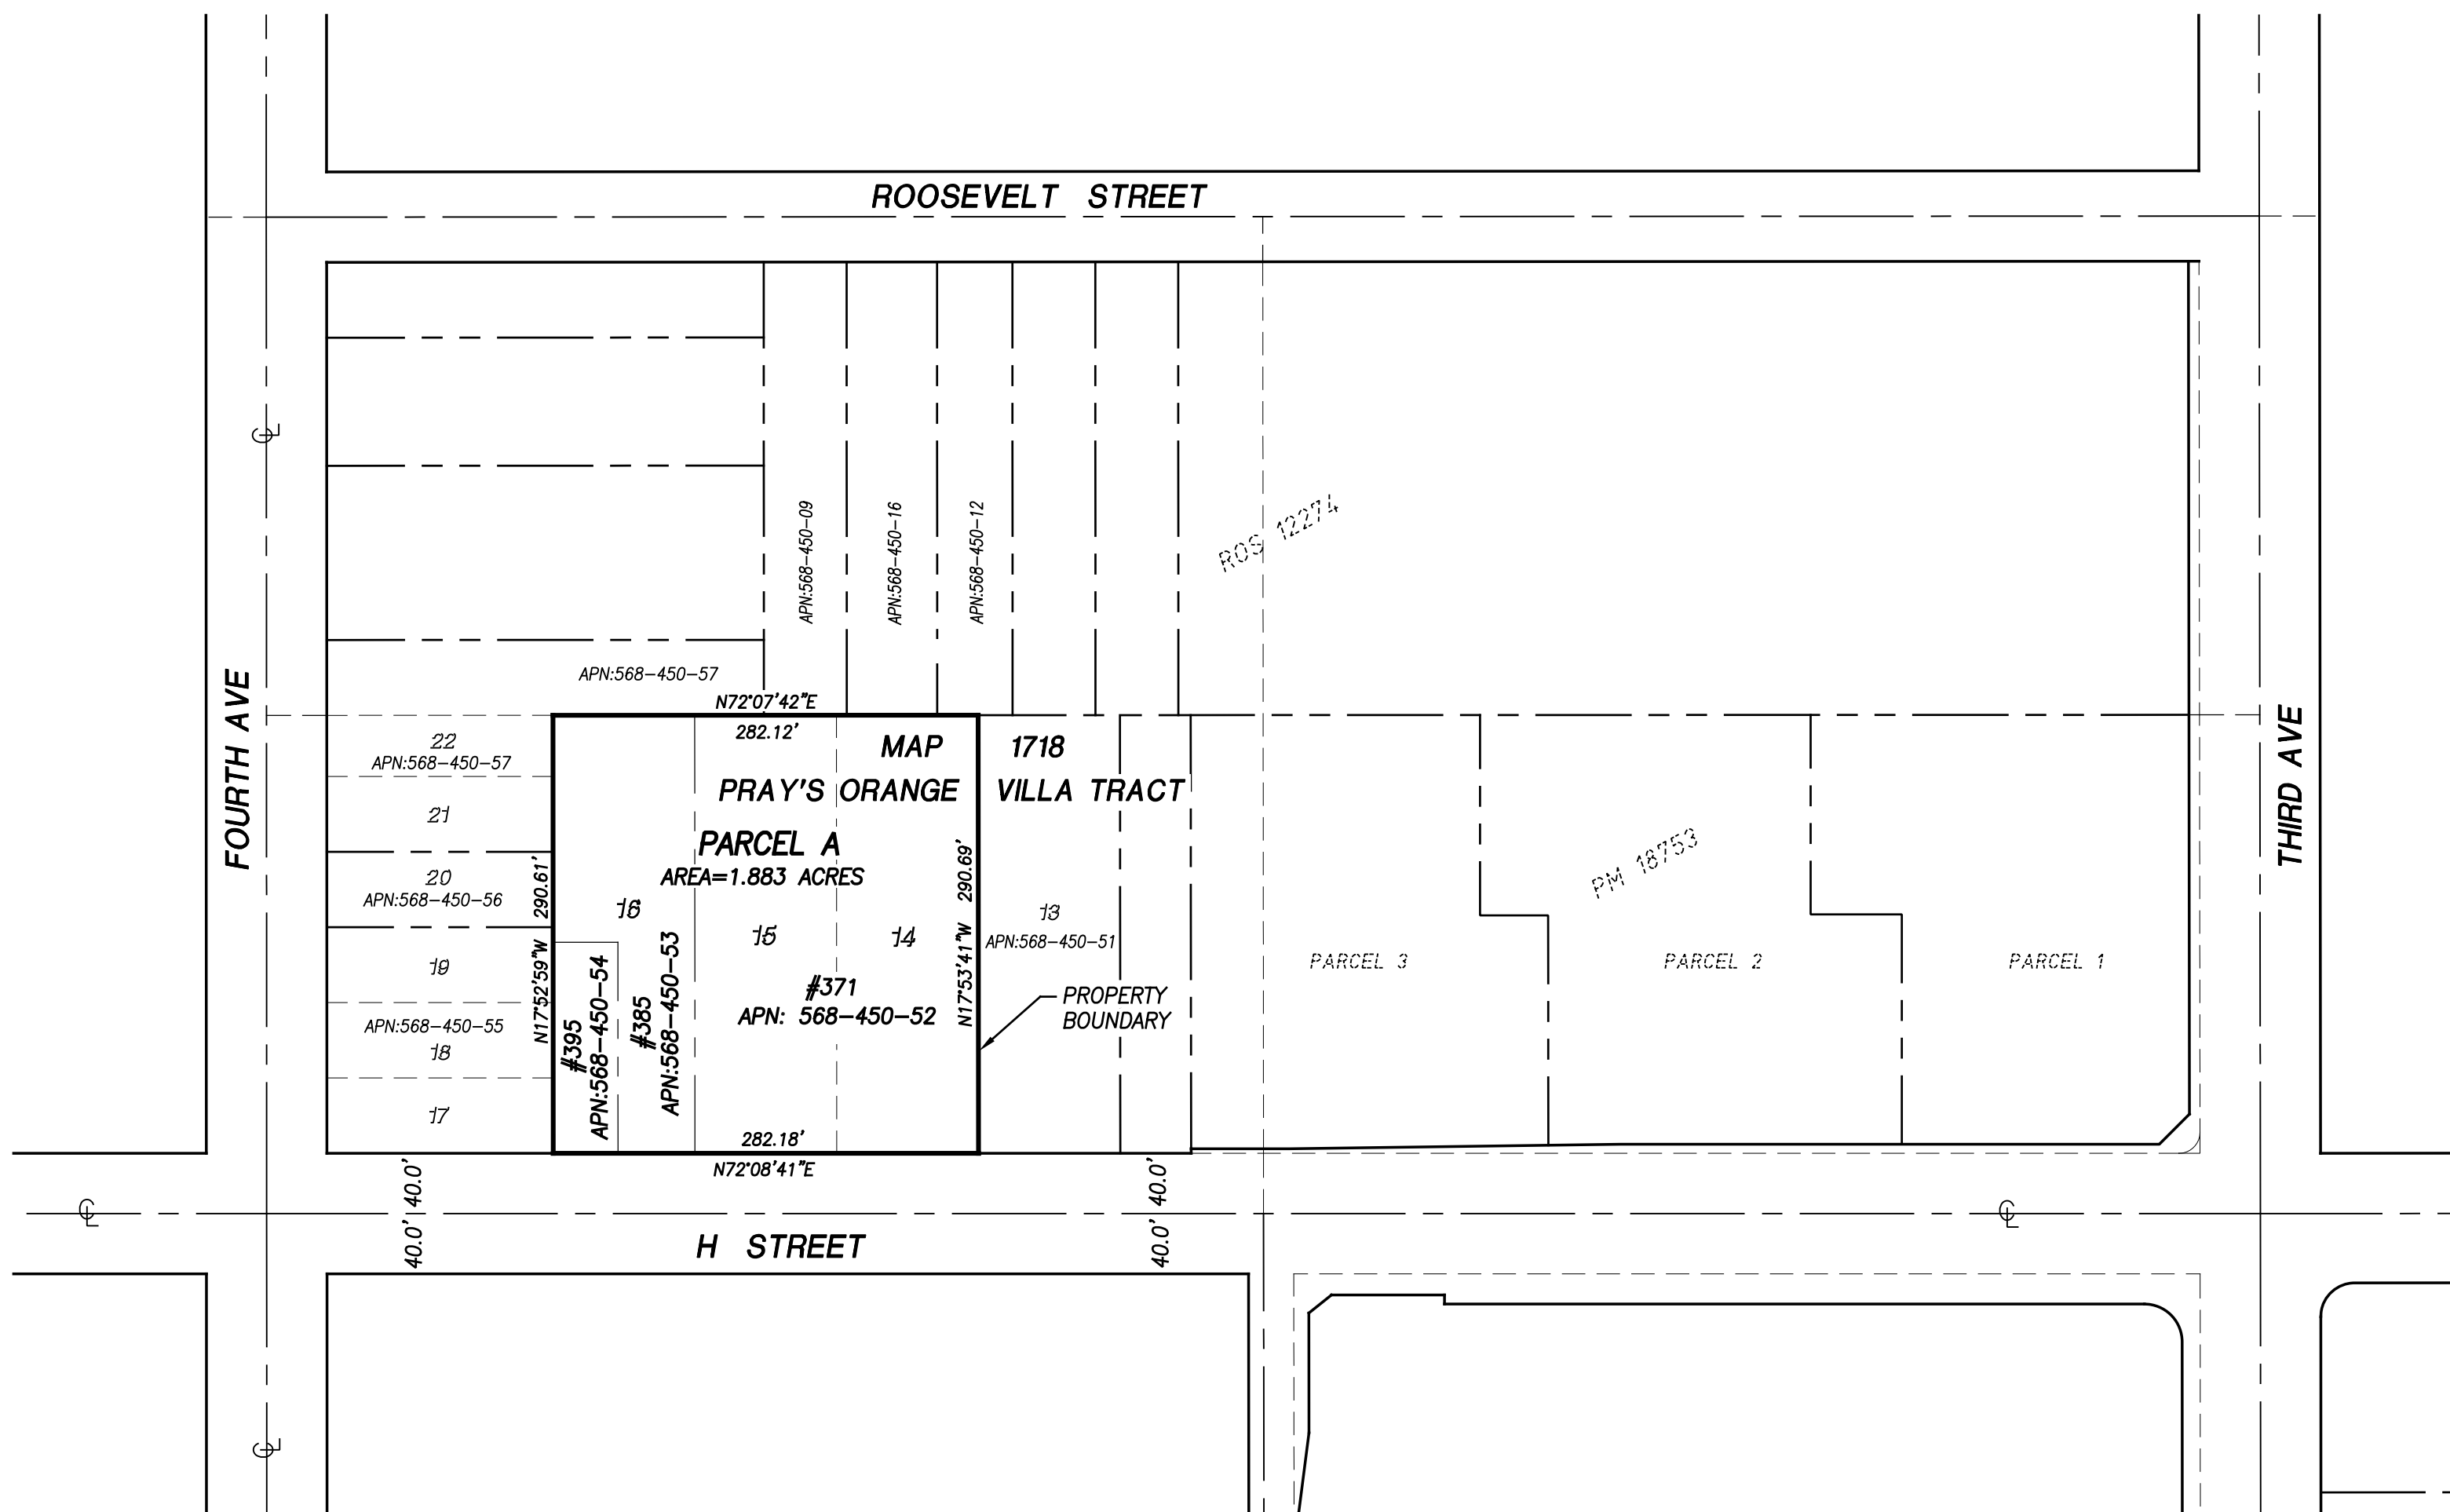 ROOSEVELT STREET
℄
ROS 12274
APN:568-450-09
APN:568-450-16
APN:568-450-12
FOURTH AVE
THIRD AVE
APN:568-450-57
N72°07'42"E
282.12'
MAP 1718
PRAY'S ORANGE VILLA TRACT
PARCEL A
AREA=1.883 ACRES
22
APN:568-450-57
21
20
APN:568-450-56
19
APN:568-450-55
18
17
N17°52'59"W 290.61'
16
15
14
#395
APN:568-450-54
#385
APN:568-450-53
#371
APN: 568-450-52
N17°53'41"W 290.69'
13
APN:568-450-51
PROPERTY
BOUNDARY
PM 18753
PARCEL 3
PARCEL 2
PARCEL 1
282.18'
N72°08'41"E
40.0' 40.0'
40.0' 40.0'
℄
℄
H STREET
℄